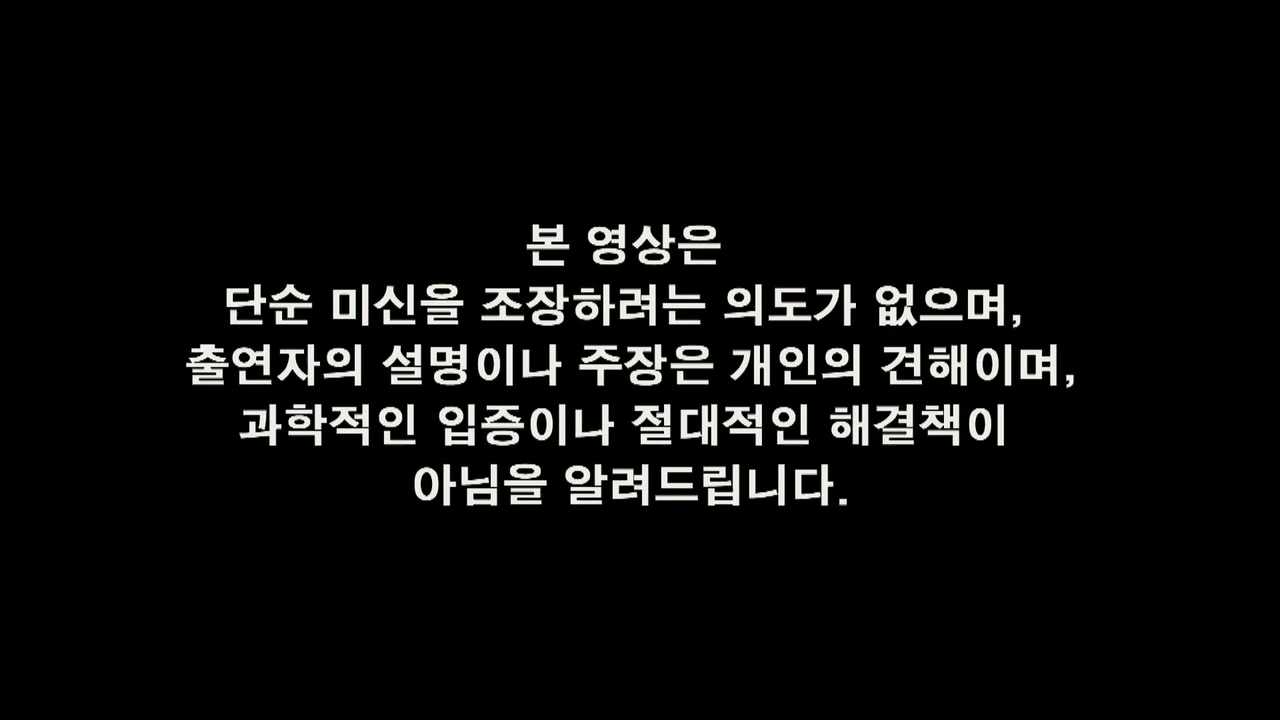 본 영상은
단순 미신을 조장하려는 의도가 없으며,
출연자의 설명이나 주장은 개인의 견해이며,
과학적인 입증이나 절대적인 해결책이
아님을 알려드립니다.